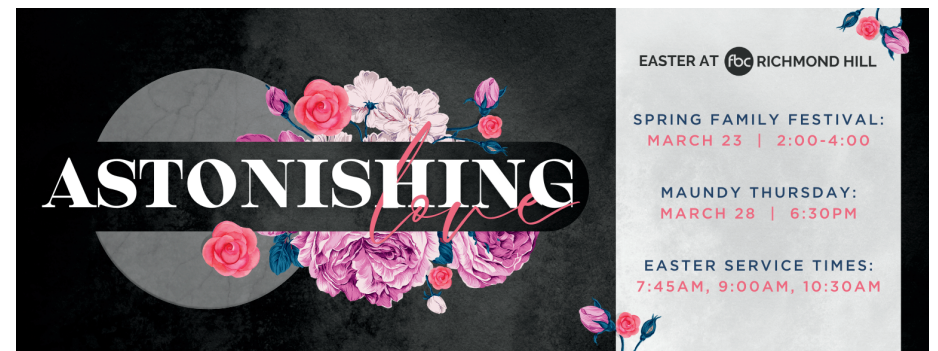 ASTONISHING
love
EASTER AT fbc RICHMOND HILL
SPRING FAMILY FESTIVAL:
MARCH 23 | 2:00-4:00
MAUNDY THURSDAY:
MARCH 28 | 6:30PM
EASTER SERVICE TIMES:
7:45AM, 9:00AM, 10:30AM